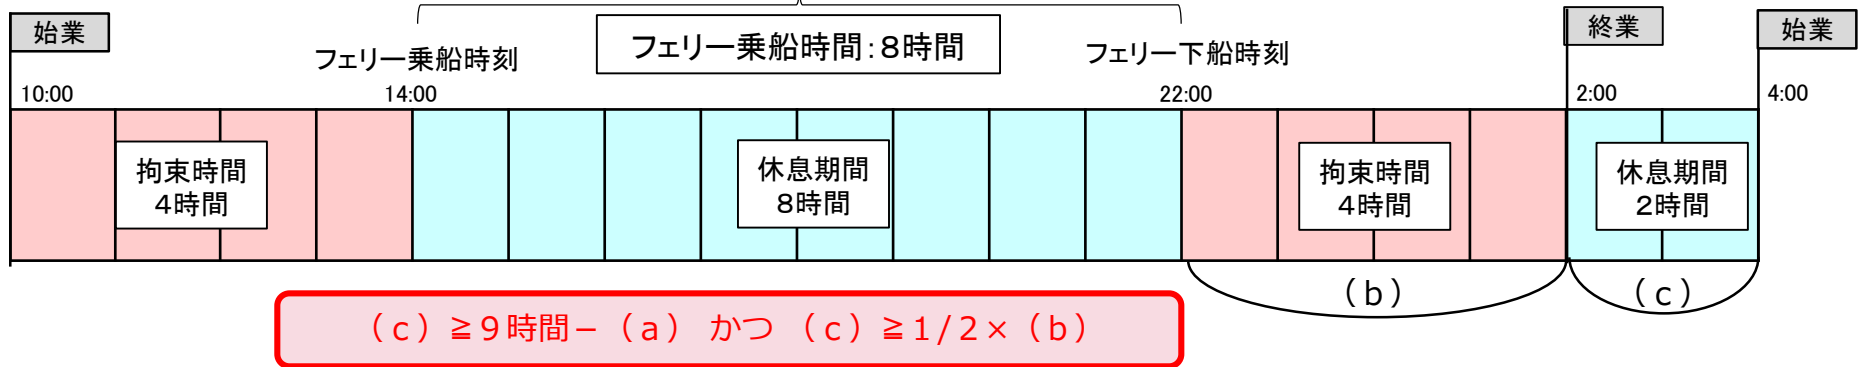 始業
フェリー乗船時刻
フェリー乗船時間：８時間
フェリー下船時刻
終業
始業
10:00
14:00
22:00
2:00
4:00
拘束時間
４時間
休息期間
８時間
拘束時間
４時間
休息期間
２時間
（ｂ）
（ｃ）
（ｃ）≧９時間－（ａ） かつ （ｃ）≧１/２×（ｂ）